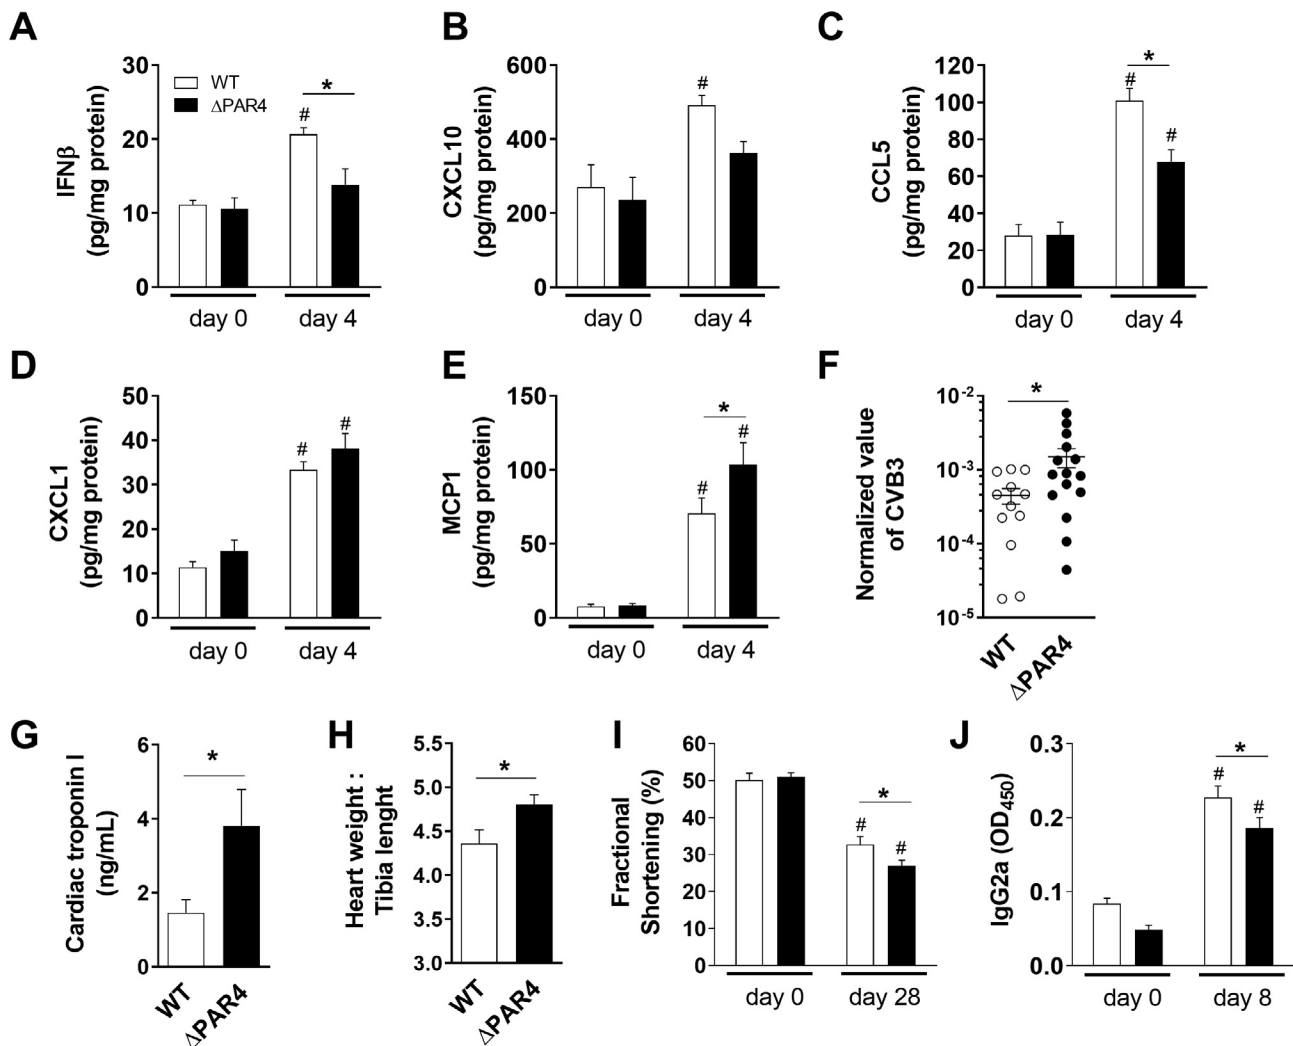 A
B
C
IFNβ
(pg/mg protein)
30
20
10
0
WT
ΔPAR4
*
#
day 0
day 4
CXCL10
(pg/mg protein)
600
400
200
0
#
day 0
day 4
CCL5
(pg/mg protein)
120
100
80
60
40
20
0
*
#
#
day 0
day 4
D
E
F
CXCL1
(pg/mg protein)
50
40
30
20
10
0
#
#
day 0
day 4
MCP1
(pg/mg protein)
150
100
50
0
*
#
#
day 0
day 4
Normalized value
of CVB3
10⁻²
10⁻³
10⁻⁴
10⁻⁵
*
WT
ΔPAR4
G
H
I
J
Cardiac troponin I
(ng/mL)
6
4
2
0
*
WT
ΔPAR4
Heart weight :
Tibia lenght
5.5
5.0
4.5
4.0
3.5
3.0
*
WT
ΔPAR4
Fractional
Shortening (%)
60
50
40
30
20
10
0
*
#
#
day 0
day 28
IgG2a (OD₄₅₀)
0.3
0.2
0.1
0.0
*
#
#
day 0
day 8